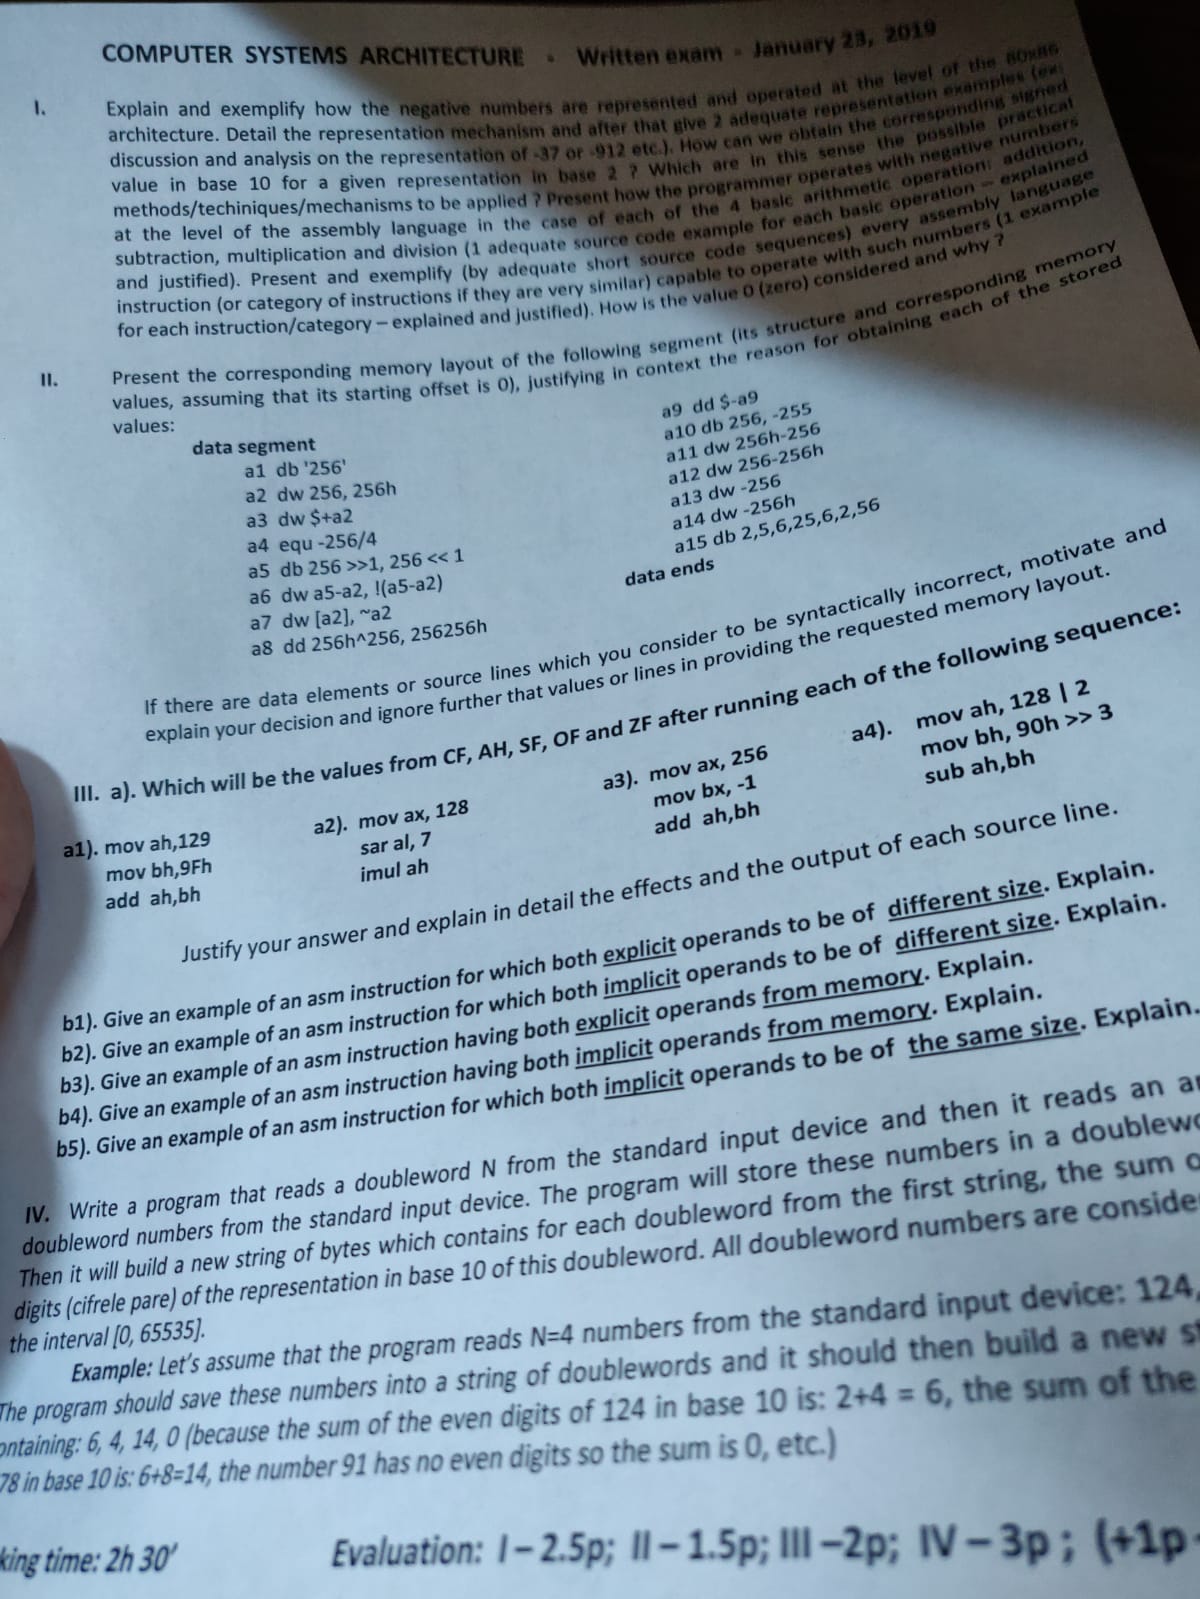 COMPUTER SYSTEMS ARCHITECTURE - Written exam - January 23, 2019
I. Explain and exemplify how the negative numbers are represented and operated at the level of the 80x86
architecture. Detail the representation mechanism and after that give 2 adequate representation examples (ex:
discussion and analysis on the representation of -37 or -912 etc.). How can we obtain the corresponding signed
value in base 10 for a given representation in base 2 ? Which are in this sense the possible practical
methods/techiniques/mechanisms to be applied ? Present how the programmer operates with negative numbers
at the level of the assembly language in the case of each of the 4 basic arithmetic operation: addition,
subtraction, multiplication and division (1 adequate source code example for each basic operation – explained
and justified). Present and exemplify (by adequate short source code sequences) every assembly language
instruction (or category of instructions if they are very similar) capable to operate with such numbers (1 example
for each instruction/category – explained and justified). How is the value 0 (zero) considered and why ?
II. Present the corresponding memory layout of the following segment (its structure and corresponding memory
values, assuming that its starting offset is 0), justifying in context the reason for obtaining each of the stored
values:
data segment
a1 db '256'
a2 dw 256, 256h
a3 dw $+a2
a4 equ -256/4
a5 db 256 >>1, 256 << 1
a6 dw a5-a2, !(a5-a2)
a7 dw [a2], ~a2
a8 dd 256h^256, 256256h
a9 dd $-a9
a10 db 256, -255
a11 dw 256h-256
a12 dw 256-256h
a13 dw -256
a14 dw -256h
a15 db 2,5,6,25,6,2,56
data ends
If there are data elements or source lines which you consider to be syntactically incorrect, motivate and
explain your decision and ignore further that values or lines in providing the requested memory layout.
III. a). Which will be the values from CF, AH, SF, OF and ZF after running each of the following sequence:
a1). mov ah,129
mov bh,9Fh
add ah,bh
a2). mov ax, 128
sar al, 7
imul ah
a3). mov ax, 256
mov bx, -1
add ah,bh
a4). mov ah, 128 | 2
mov bh, 90h >> 3
sub ah,bh
Justify your answer and explain in detail the effects and the output of each source line.
b1). Give an example of an asm instruction for which both explicit operands to be of different size. Explain.
b2). Give an example of an asm instruction for which both implicit operands to be of different size. Explain.
b3). Give an example of an asm instruction having both explicit operands from memory. Explain.
b4). Give an example of an asm instruction having both implicit operands from memory. Explain.
b5). Give an example of an asm instruction for which both implicit operands to be of the same size. Explain.
IV. Write a program that reads a doubleword N from the standard input device and then it reads an
doubleword numbers from the standard input device. The program will store these numbers in a
Then it will build a new string of bytes which contains for each doubleword from the first string, the sum
digits (cifrele pare) of the representation in base 10 of this doubleword. All doubleword numbers are
the interval [0, 65535].
Example: Let's assume that the program reads N=4 numbers from the standard input device: 124,
The program should save these numbers into a string of doublewords and it should then build a new
ontaining: 6, 4, 14, 0 (because the sum of the even digits of 124 in base 10 is: 2+4 = 6, the sum of the
78 in base 10 is: 6+8=14, the number 91 has no even digits so the sum is 0, etc.)
king time: 2h 30' Evaluation: I – 2.5p; II – 1.5p; III –2p; IV – 3p ; (+1p